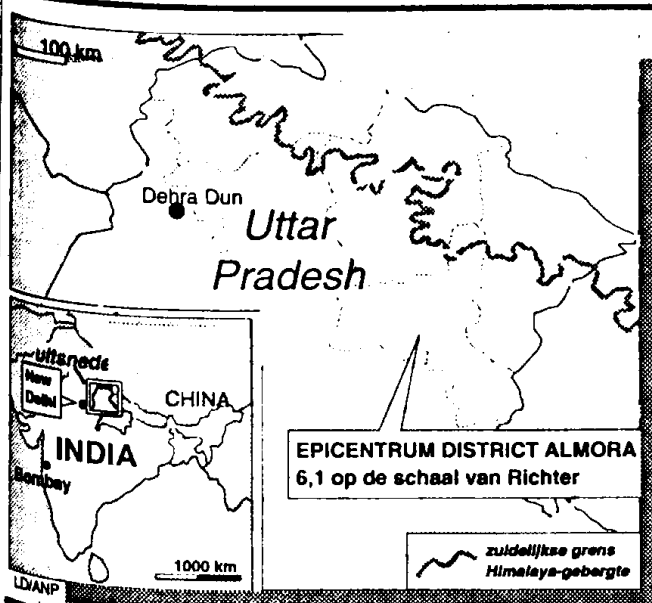 100 km
Dehra Dun
Uttar
Pradesh
uitsnede
New
Delhi
CHINA
INDIA
Bombay
EPICENTRUM DISTRICT ALMORA
6,1 op de schaal van Richter
1000 km
zuidelijkse grens
Himalaya-gebergte
LD/ANP